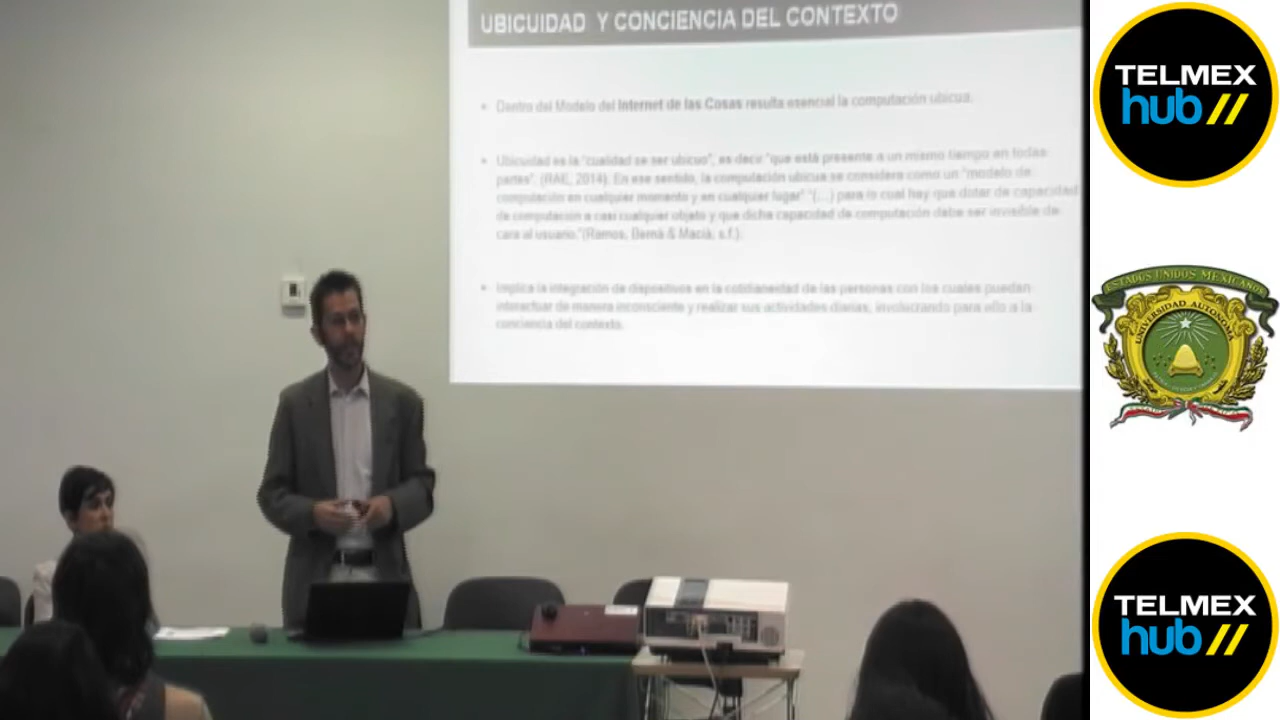 UBICUIDAD Y CONCIENCIA DEL CONTEXTO
• Dentro del Modelo del Internet de las Cosas resulta esencial la computación ubicua.
• Ubicuidad es la "cualidad se ser ubicuo", es decir "que está presente a un mismo tiempo en todas
partes". (RAE, 2014). En ese sentido, la computación ubicua se considera como un "modelo de
computación en cualquier momento y en cualquier lugar" "(…) para lo cual hay que dotar de capacidad
de computación a casi cualquier objeto y que dicha capacidad de computación debe ser invisible de
cara al usuario."(Ramos, Berná & Maciá, s.f.).
• Implica la integración de dispositivos en la cotidianeidad de las personas con los cuales puedan
interactuar de manera inconsciente y realizar sus actividades diarias, involucrando para ello a la
conciencia del contexto.
TELMEX
hub//
ESTADOS UNIDOS MEXICANOS
UNIVERSIDAD AUTONOMA
TELMEX
hub//